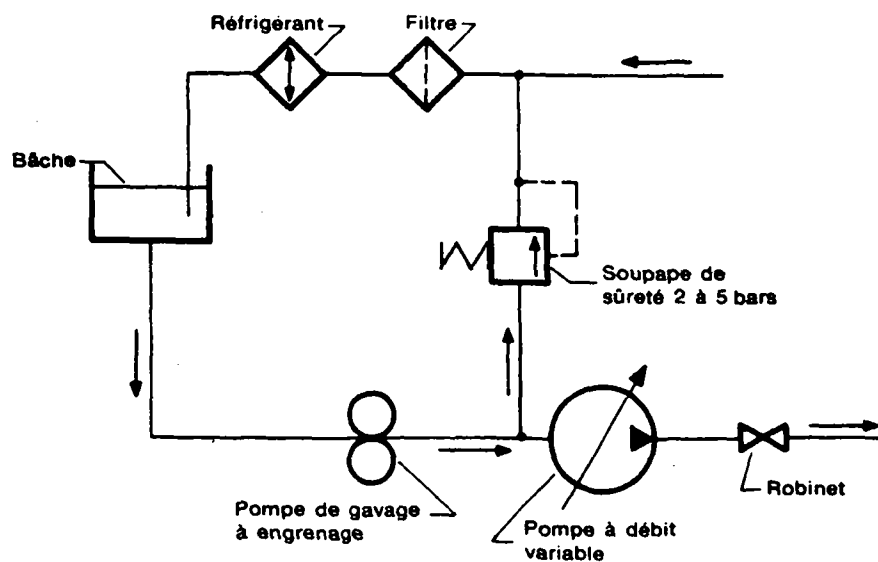 Réfrigérant
Filtre
Bâche
Soupape de
sûreté 2 à 5 bars
Pompe de gavage
à engrenage
Pompe à débit
variable
Robinet